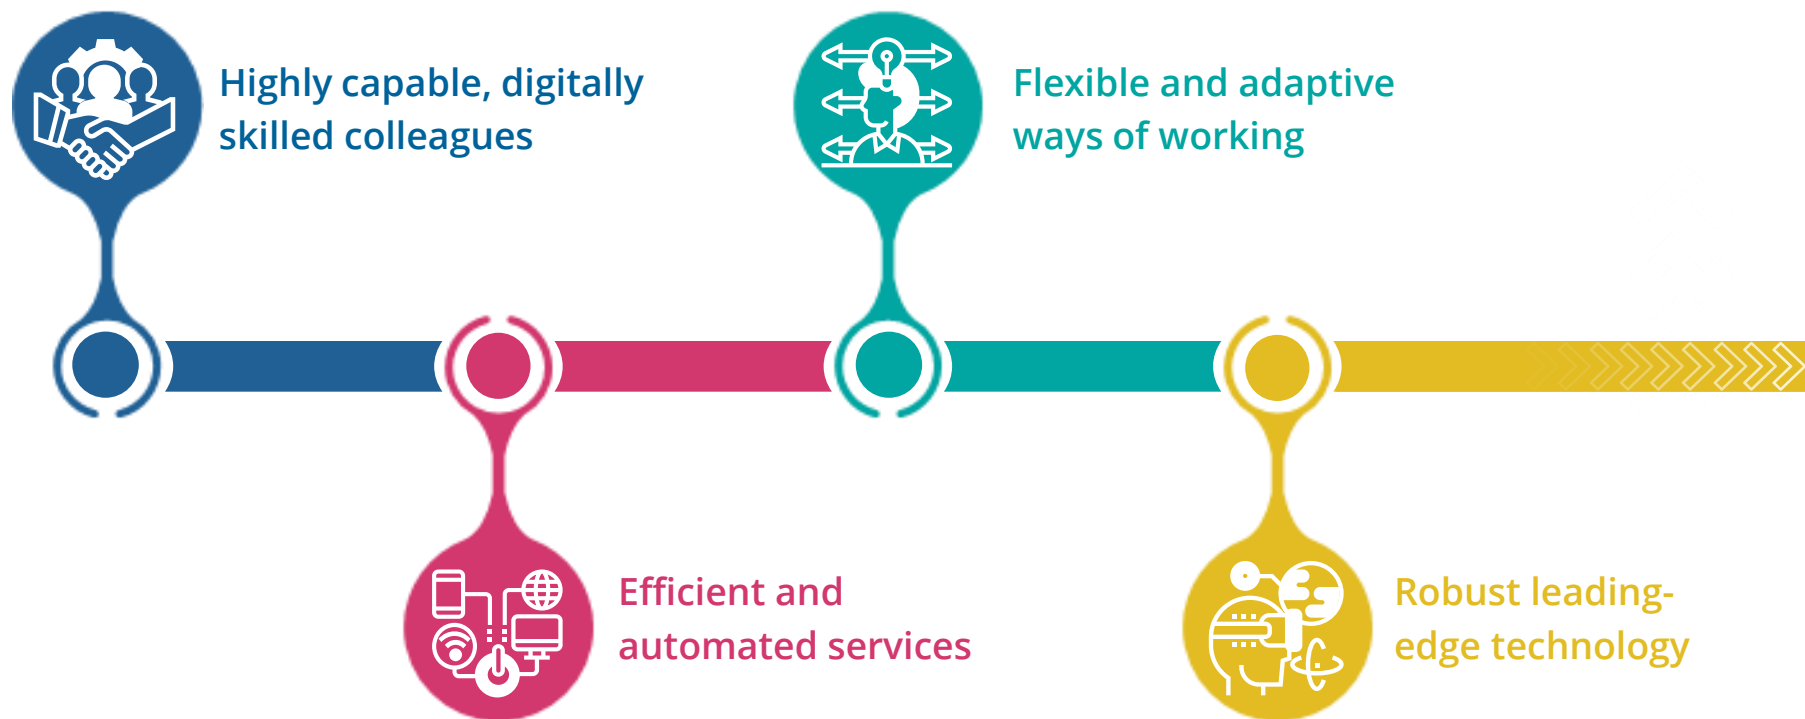 Highly capable, digitally
skilled colleagues
Flexible and adaptive
ways of working
Efficient and
automated services
Robust leading-
edge technology